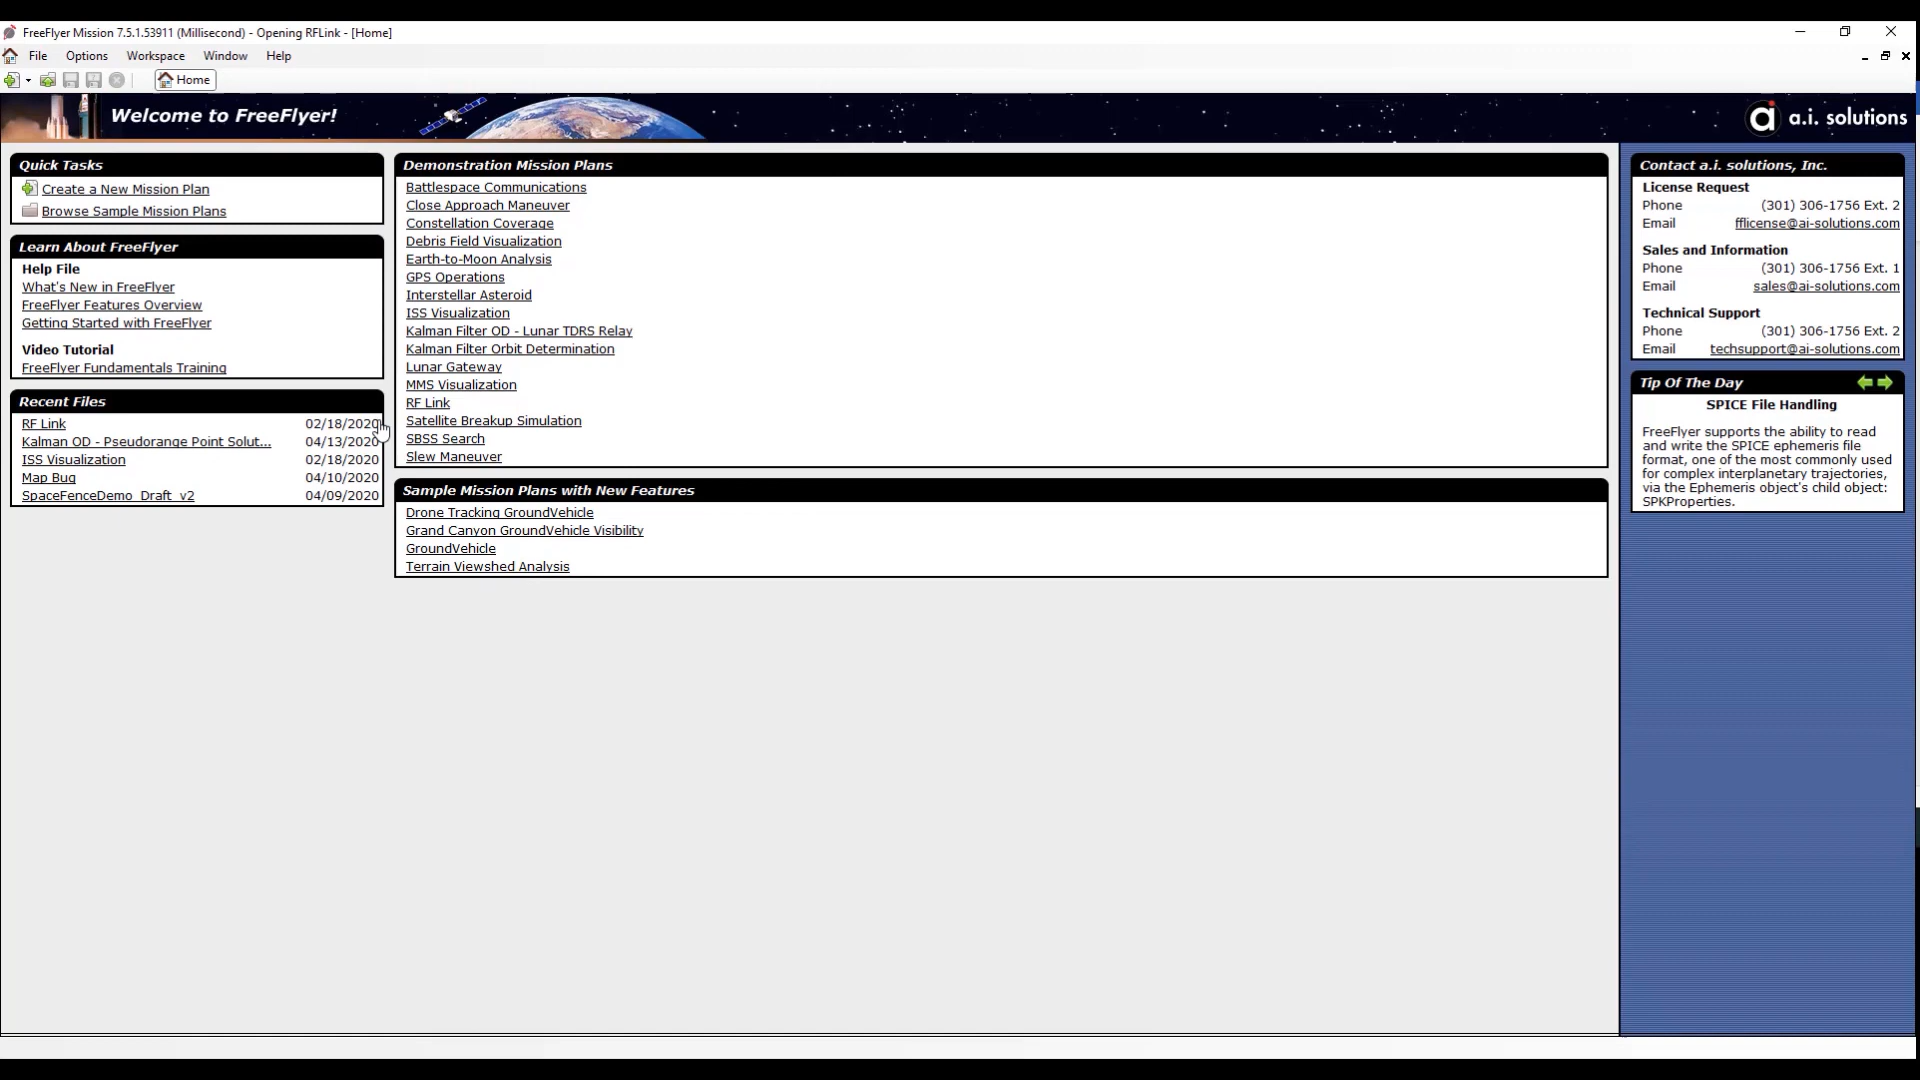 FreeFlyer Mission 7.5.1.53911 (Millisecond) - Opening RFLink - [Home]
File Options Workspace Window Help
Home
Welcome to FreeFlyer!
a.i. solutions
Quick Tasks
Create a New Mission Plan
Browse Sample Mission Plans
Learn About FreeFlyer
Help File
What's New in FreeFlyer
FreeFlyer Features Overview
Getting Started with FreeFlyer
Video Tutorial
FreeFlyer Fundamentals Training
Recent Files
RF Link 02/18/2020
Kalman OD - Pseudorange Point Solut... 04/13/2020
ISS Visualization 02/18/2020
Map Bug 04/10/2020
SpaceFenceDemo_Draft_v2 04/09/2020
Demonstration Mission Plans
Battlespace Communications
Close Approach Maneuver
Constellation Coverage
Debris Field Visualization
Earth-to-Moon Analysis
GPS Operations
Interstellar Asteroid
ISS Visualization
Kalman Filter OD - Lunar TDRS Relay
Kalman Filter Orbit Determination
Lunar Gateway
MMS Visualization
RF Link
Satellite Breakup Simulation
SBSS Search
Slew Maneuver
Sample Mission Plans with New Features
Drone Tracking GroundVehicle
Grand Canyon GroundVehicle Visibility
GroundVehicle
Terrain Viewshed Analysis
Contact a.i. solutions, Inc.
License Request
Phone (301) 306-1756 Ext. 2
Email fflicense@ai-solutions.com
Sales and Information
Phone (301) 306-1756 Ext. 1
Email sales@ai-solutions.com
Technical Support
Phone (301) 306-1756 Ext. 2
Email techsupport@ai-solutions.com
Tip Of The Day
SPICE File Handling
FreeFlyer supports the ability to read
and write the SPICE ephemeris file
format, one of the most commonly used
for complex interplanetary trajectories,
via the Ephemeris object's child object:
SPKProperties.